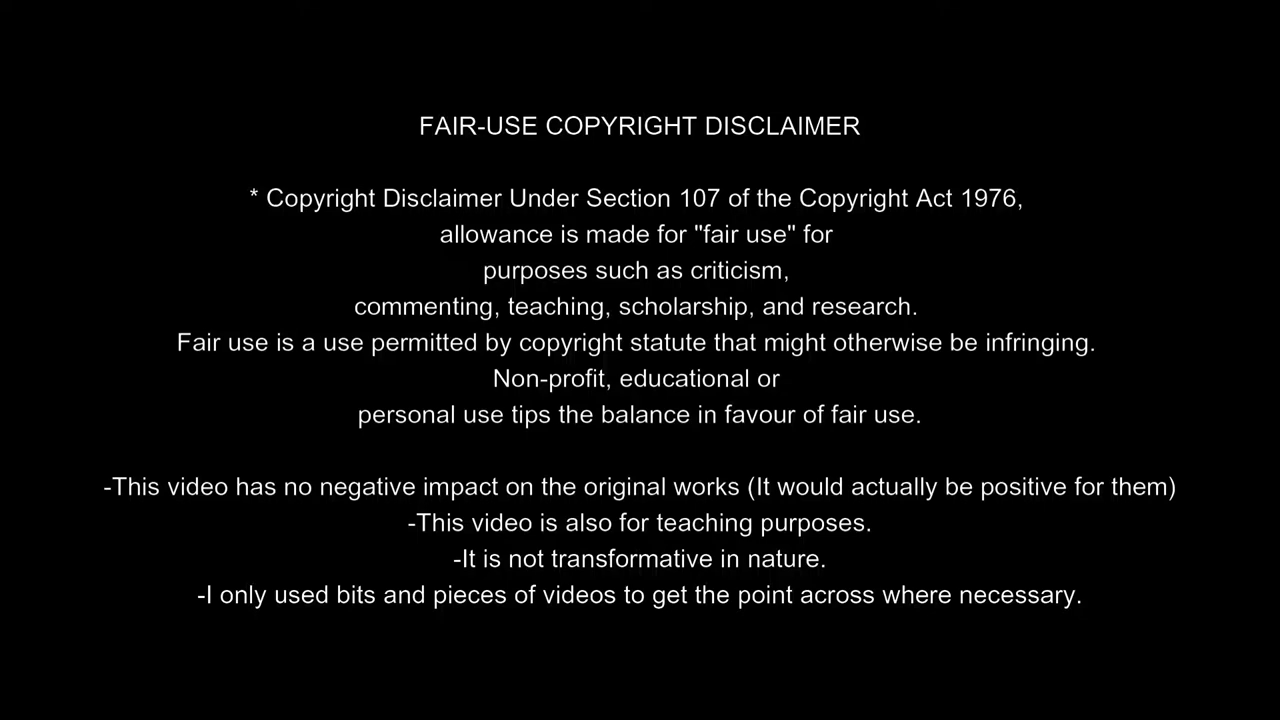 FAIR-USE COPYRIGHT DISCLAIMER
* Copyright Disclaimer Under Section 107 of the Copyright Act 1976,
allowance is made for "fair use" for
purposes such as criticism,
commenting, teaching, scholarship, and research.
Fair use is a use permitted by copyright statute that might otherwise be infringing.
Non-profit, educational or
personal use tips the balance in favour of fair use.
-This video has no negative impact on the original works (It would actually be positive for them)
-This video is also for teaching purposes.
-It is not transformative in nature.
-I only used bits and pieces of videos to get the point across where necessary.